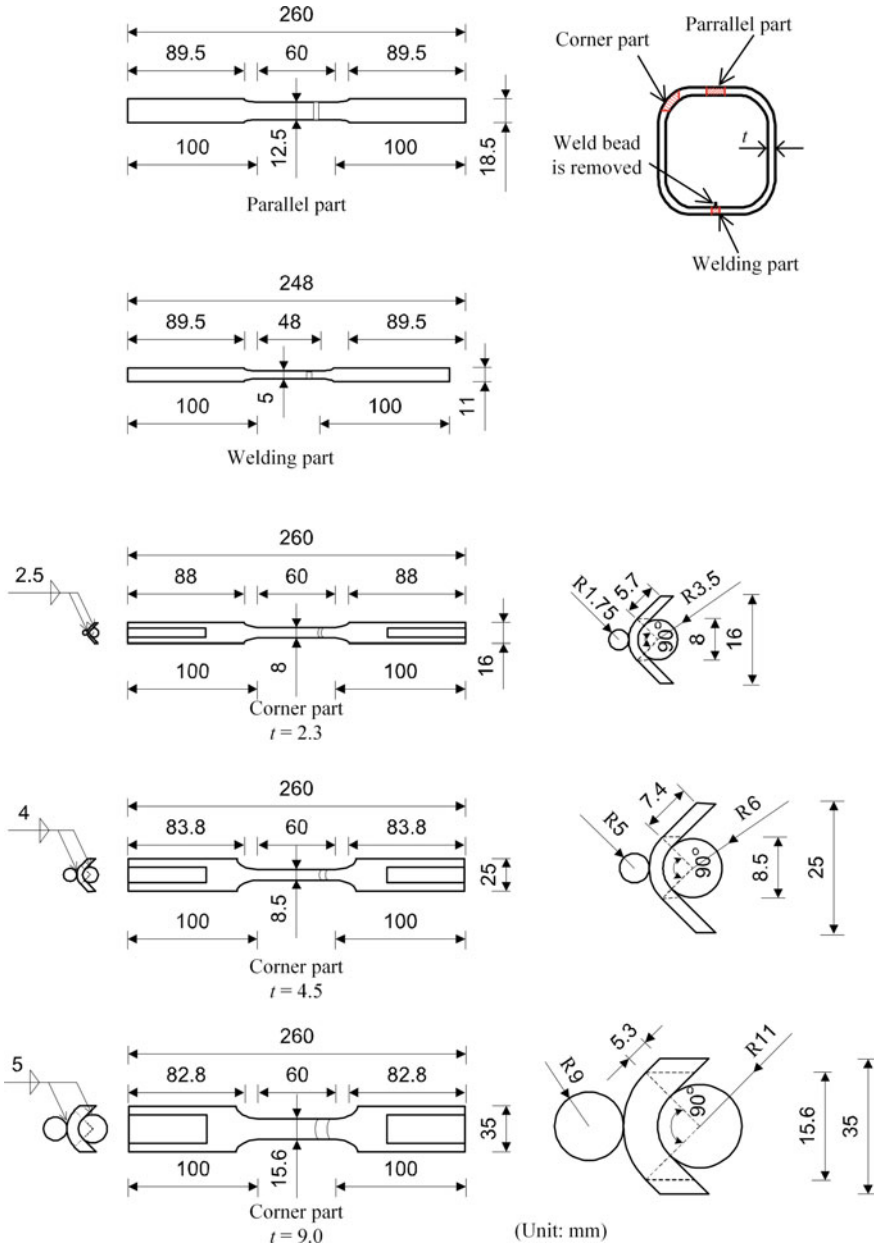 260
89.5 60 89.5
12.5
18.5
100 100
Parallel part
Corner part
Parrallel part
Weld bead
is removed
t
Welding part
248
89.5 48 89.5
5
11
100 100
Welding part
260
2.5
88 60 88
8
16
100 100
Corner part
t = 2.3
R1.75
5.7
R3.5
90°
8
16
260
4
83.8 60 83.8
8.5
25
100 100
Corner part
t = 4.5
R5
7.4
R6
90°
8.5
25
260
5
82.8 60 82.8
15.6
35
100 100
Corner part
t = 9.0
R9
5.3
R11
90°
15.6
35
(Unit: mm)